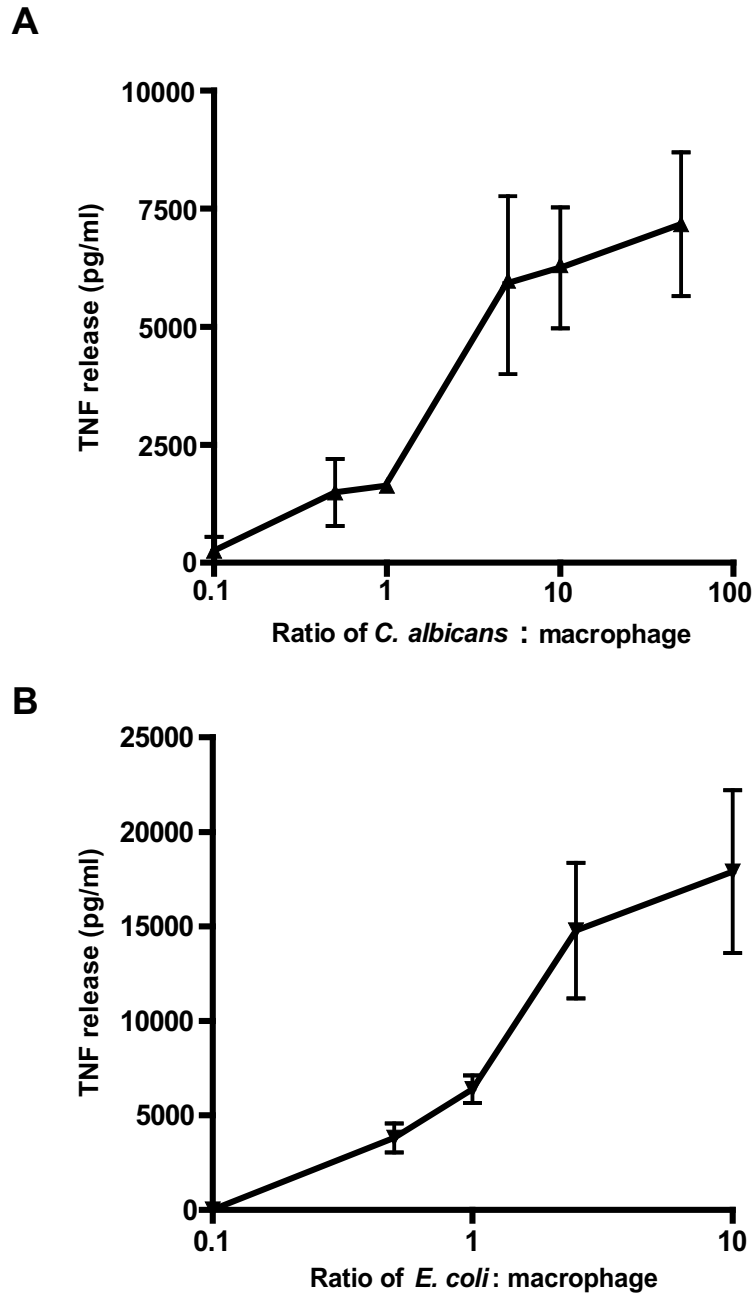 A
10000
7500
5000
2500
0
TNF release (pg/ml)
0.1 1 10 100
Ratio of C. albicans : macrophage
B
25000
20000
15000
10000
5000
0
TNF release (pg/ml)
0.1 1 10
Ratio of E. coli: macrophage